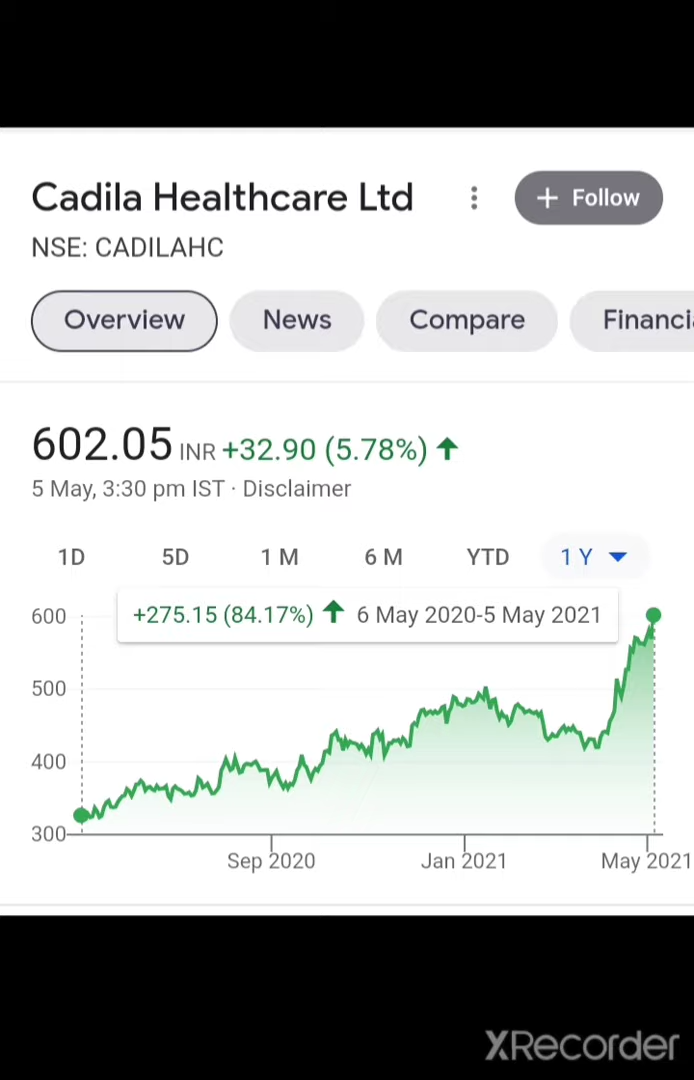 Cadila Healthcare Ltd
+ Follow
NSE: CADILAHC
Overview News Compare Financi
602.05 INR +32.90 (5.78%)
5 May, 3:30 pm IST · Disclaimer
1D 5D 1 M 6 M YTD 1 Y
+275.15 (84.17%) 6 May 2020-5 May 2021
600
500
400
300
Sep 2020 Jan 2021 May 2021
XRecorder